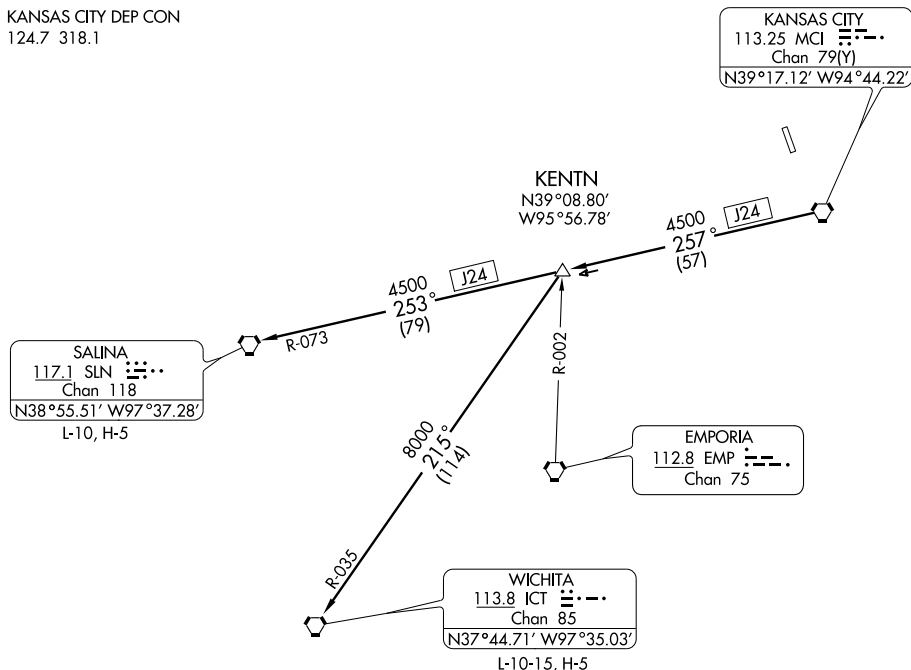 KANSAS CITY DEP CON
124.7 318.1
KANSAS CITY
113.25 MCI
Chan 79(Y)
N39°17.12' W94°44.22'
KENTN
N39°08.80'
W95°56.78'
4500
J24
257°
(57)
4500
J24
253°
(79)
R-073
R-002
SALINA
117.1 SLN
Chan 118
N38°55.51' W97°37.28'
L-10, H-5
8000
215°
(114)
R-035
EMPORIA
112.8 EMP
Chan 75
WICHITA
113.8 ICT
Chan 85
N37°44.71' W97°35.03'
L-10-15, H-5